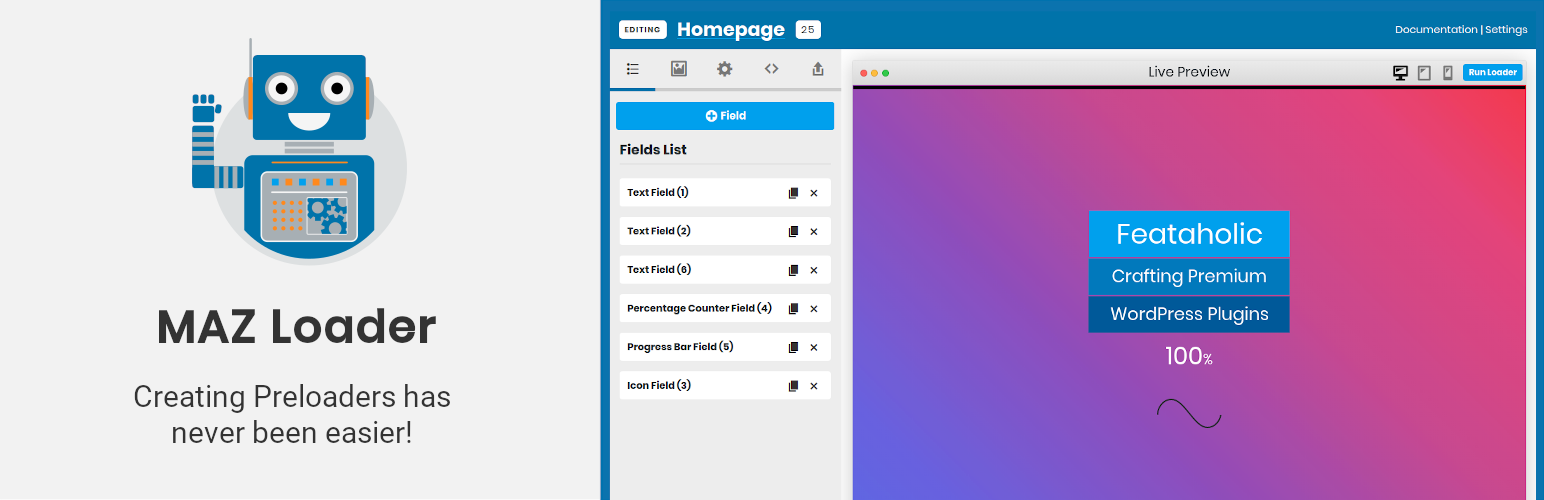 MAZ Loader
Creating Preloaders has
never been easier!
EDITING Homepage 25
Documentation | Settings
Field
Fields List
Text Field (1)
Text Field (2)
Text Field (6)
Percentage Counter Field (4)
Progress Bar Field (5)
Icon Field (3)
Live Preview
Run Loader
Feataholic
Crafting Premium
WordPress Plugins
100%